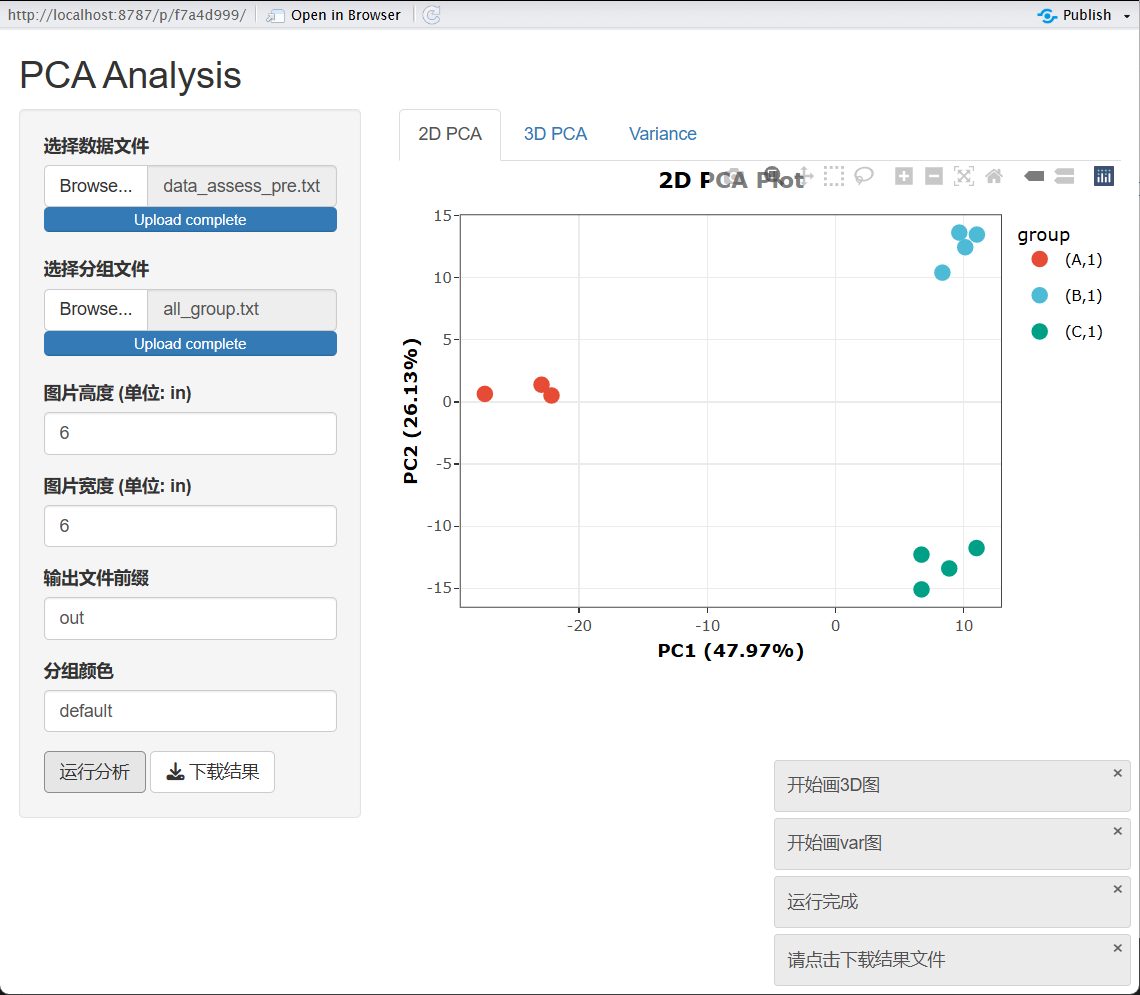 http://localhost:8787/p/f7a4d999/ Open in Browser Publish
PCA Analysis
选择数据文件
Browse... data_assess_pre.txt
Upload complete
选择分组文件
Browse... all_group.txt
Upload complete
图片高度 (单位: in)
6
图片宽度 (单位: in)
6
输出文件前缀
out
分组颜色
default
运行分析 下载结果
2D PCA 3D PCA Variance
2D PCA Plot
15
10
5
0
-5
-10
-15
PC2 (26.13%)
-20 -10 0 10
PC1 (47.97%)
group
(A,1)
(B,1)
(C,1)
开始画3D图 ×
开始画var图 ×
运行完成 ×
请点击下载结果文件 ×